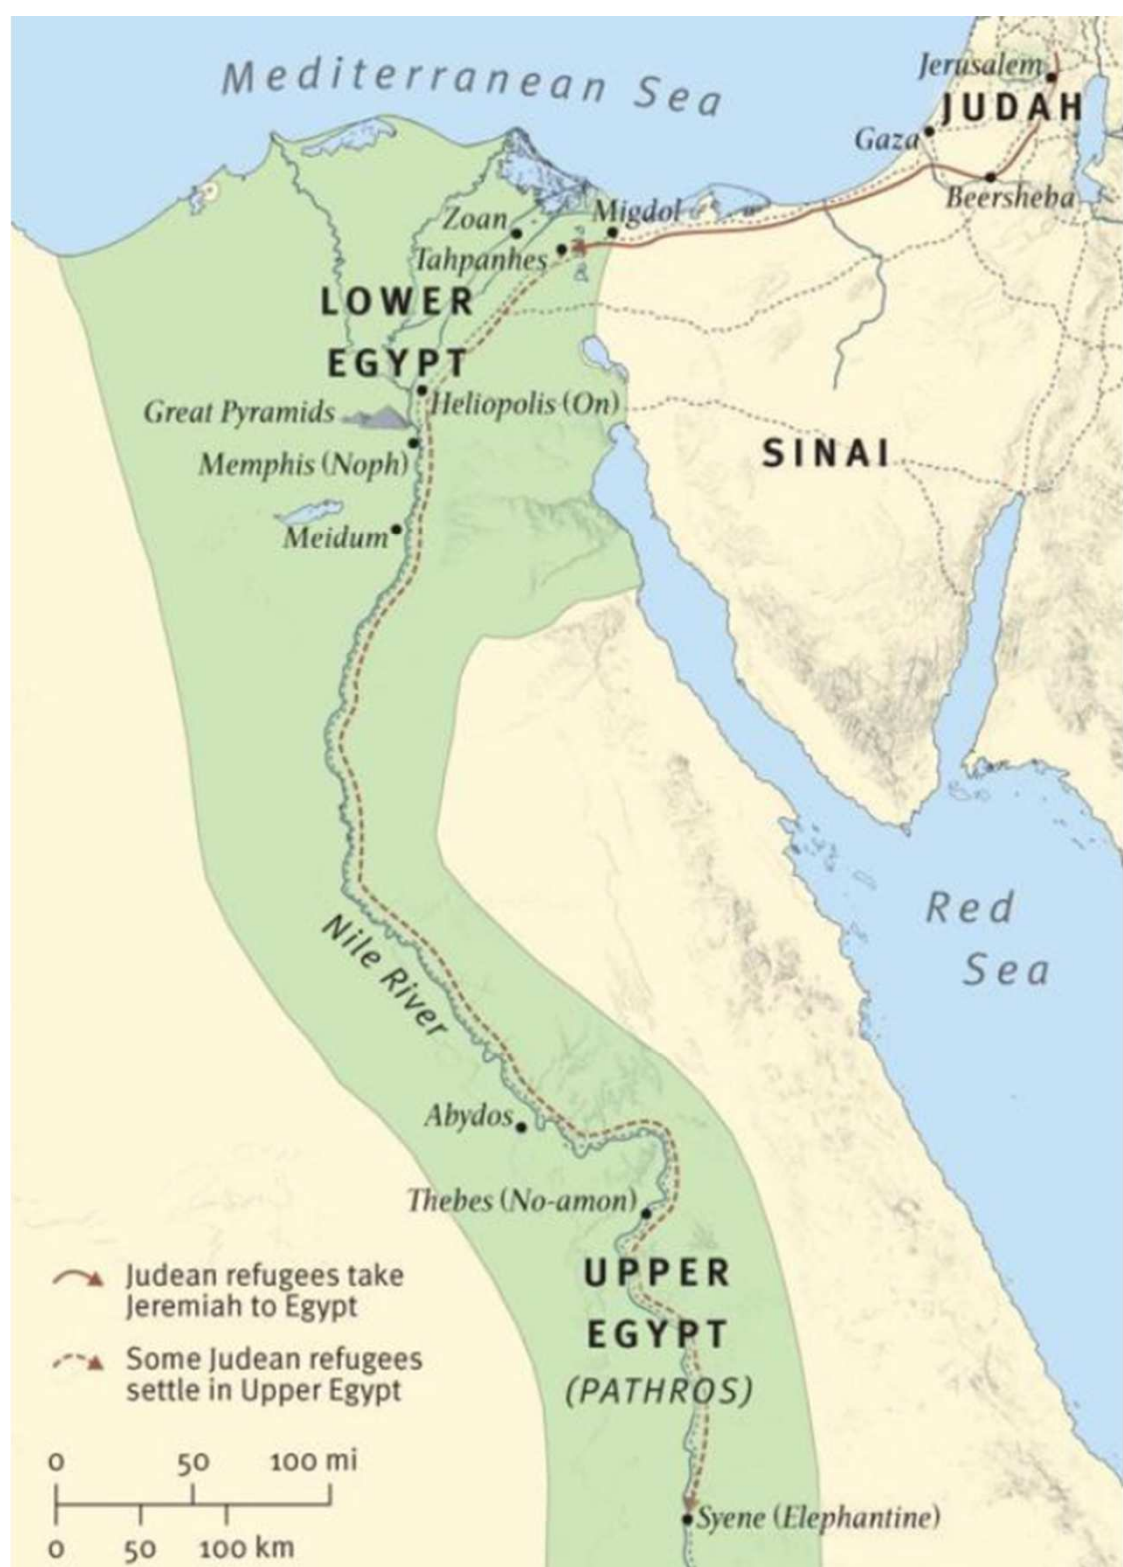 Mediterranean Sea
Jerusalem
JUDAH
Gaza
Beersheba
Zoan
Migdol
Tahpanhes
LOWER
EGYPT
Heliopolis (On)
Great Pyramids
Memphis (Noph)
SINAI
Meidum
Red
Sea
Nile River
Abydos
Thebes (No-amon)
UPPER
EGYPT
(PATHROS)
Judean refugees take
Jeremiah to Egypt
Some Judean refugees
settle in Upper Egypt
0 50 100 mi
0 50 100 km
Syene (Elephantine)